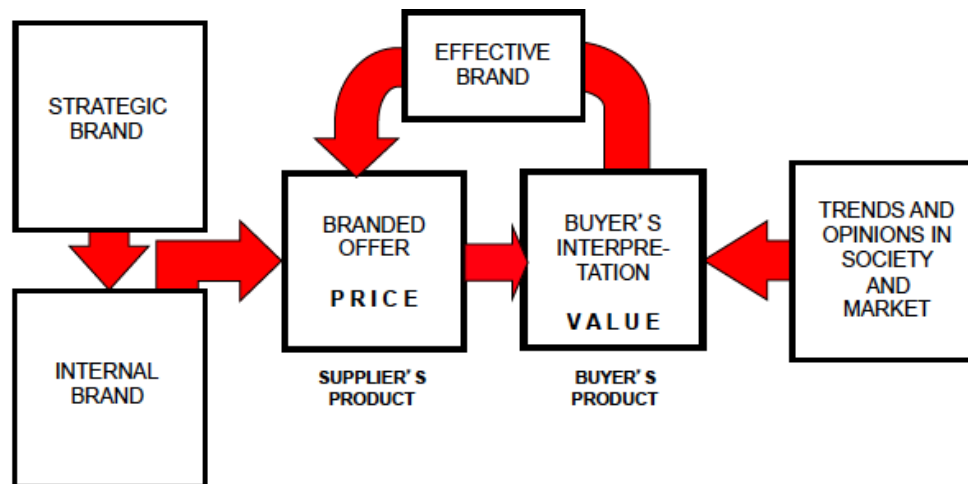 STRATEGIC
BRAND
INTERNAL
BRAND
EFFECTIVE
BRAND
BRANDED
OFFER
PRICE
SUPPLIER'S
PRODUCT
BUYER'S
INTERPRE-
TATION
VALUE
BUYER'S
PRODUCT
TRENDS AND
OPINIONS IN
SOCIETY
AND
MARKET